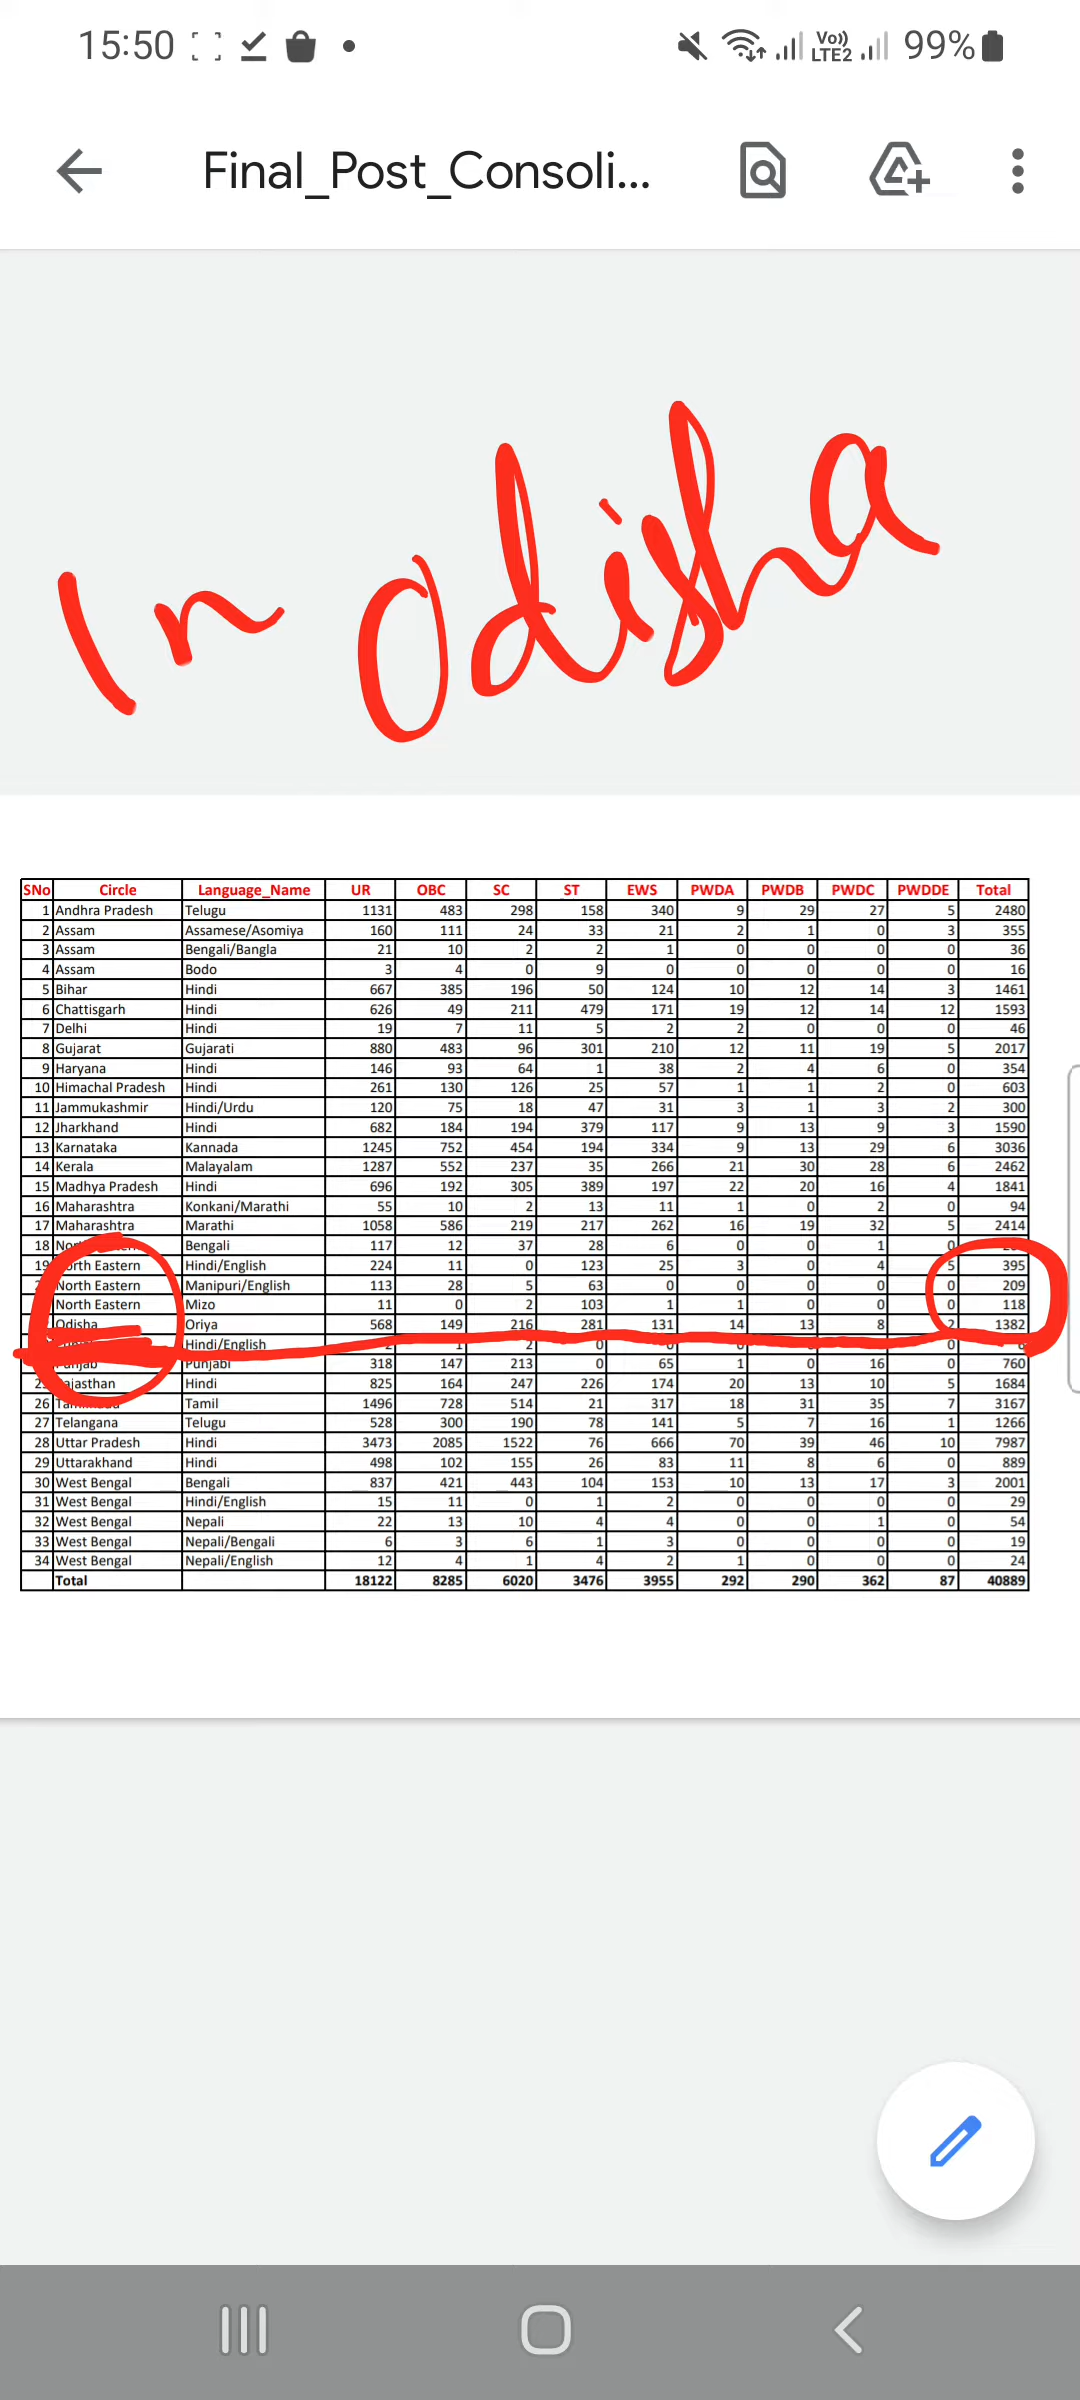 15:50 Vo)) LTE2 99%
Final_Post_Consoli...
In Odisha
SNo Circle Language_Name UR OBC SC ST EWS PWDA PWDB PWDC PWDDE Total
1 Andhra Pradesh Telugu 1131 483 298 158 340 9 29 27 5 2480
2 Assam Assamese/Asomiya 160 111 24 33 21 2 1 0 3 355
3 Assam Bengali/Bangla 21 10 2 2 1 0 0 0 0 36
4 Assam Bodo 3 4 0 9 0 0 0 0 0 16
5 Bihar Hindi 667 385 196 50 124 10 12 14 3 1461
6 Chattisgarh Hindi 626 49 211 479 171 19 12 14 12 1593
7 Delhi Hindi 19 7 11 5 2 2 0 0 0 46
8 Gujarat Gujarati 880 483 96 301 210 12 11 19 5 2017
9 Haryana Hindi 146 93 64 1 38 2 4 6 0 354
10 Himachal Pradesh Hindi 261 130 126 25 57 1 1 2 0 603
11 Jammukashmir Hindi/Urdu 120 75 18 47 31 3 1 3 2 300
12 Jharkhand Hindi 682 184 194 379 117 9 13 9 3 1590
13 Karnataka Kannada 1245 752 454 194 334 9 13 29 6 3036
14 Kerala Malayalam 1287 552 237 35 266 21 30 28 6 2462
15 Madhya Pradesh Hindi 696 192 305 389 197 22 20 16 4 1841
16 Maharashtra Konkani/Marathi 55 10 2 13 11 1 0 2 0 94
17 Maharashtra Marathi 1058 586 219 217 262 16 19 32 5 2414
18 Bengali 117 12 37 28 6 0 0 1 0
19 North Eastern Hindi/English 224 11 0 123 25 3 0 4 5 395
North Eastern Manipuri/English 113 28 5 63 0 0 0 0 0 209
North Eastern Mizo 11 0 2 103 1 1 0 0 0 118
Odisha Oriya 568 149 216 281 131 14 13 8 2 1382
Hindi/English
Punjab Punjabi 318 147 213 0 65 1 0 16 0 760
Rajasthan Hindi 825 164 247 226 174 20 13 10 5 1684
26 Tamil 1496 728 514 21 317 18 31 35 7 3167
27 Telangana Telugu 528 300 190 78 141 5 7 16 1 1266
28 Uttar Pradesh Hindi 3473 2085 1522 76 666 70 39 46 10 7987
29 Uttarakhand Hindi 498 102 155 26 83 11 8 6 0 889
30 West Bengal Bengali 837 421 443 104 153 10 13 17 3 2001
31 West Bengal Hindi/English 15 11 0 1 2 0 0 0 0 29
32 West Bengal Nepali 22 13 10 4 4 0 0 1 0 54
33 West Bengal Nepali/Bengali 6 3 6 1 3 0 0 0 0 19
34 West Bengal Nepali/English 12 4 1 4 2 1 0 0 0 24
Total 18122 8285 6020 3476 3955 292 290 362 87 40889